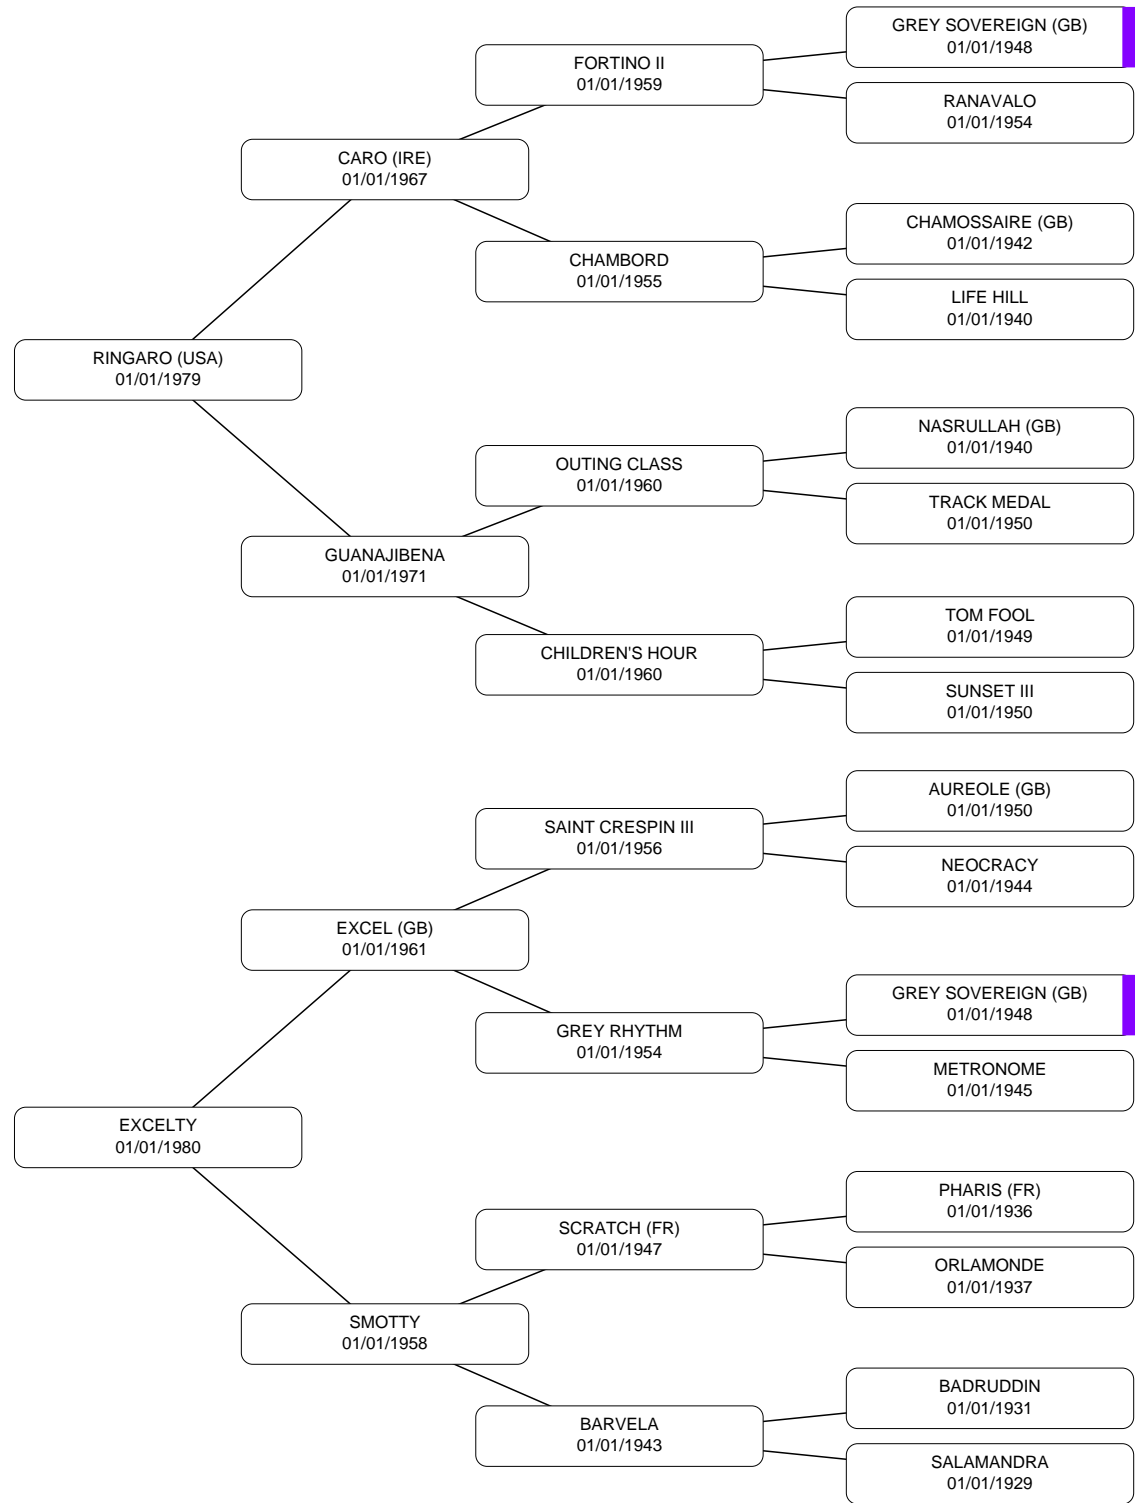 GREY SOVEREIGN (GB)
01/01/1948
FORTINO II
01/01/1959
RANAVALO
01/01/1954
CARO (IRE)
01/01/1967
CHAMOSSAIRE (GB)
01/01/1942
CHAMBORD
01/01/1955
LIFE HILL
01/01/1940
RINGARO (USA)
01/01/1979
NASRULLAH (GB)
01/01/1940
OUTING CLASS
01/01/1960
TRACK MEDAL
01/01/1950
GUANAJIBENA
01/01/1971
TOM FOOL
01/01/1949
CHILDREN'S HOUR
01/01/1960
SUNSET III
01/01/1950
AUREOLE (GB)
01/01/1950
SAINT CRESPIN III
01/01/1956
NEOCRACY
01/01/1944
EXCEL (GB)
01/01/1961
GREY SOVEREIGN (GB)
01/01/1948
GREY RHYTHM
01/01/1954
METRONOME
01/01/1945
EXCELTY
01/01/1980
PHARIS (FR)
01/01/1936
SCRATCH (FR)
01/01/1947
ORLAMONDE
01/01/1937
SMOTTY
01/01/1958
BADRUDDIN
01/01/1931
BARVELA
01/01/1943
SALAMANDRA
01/01/1929